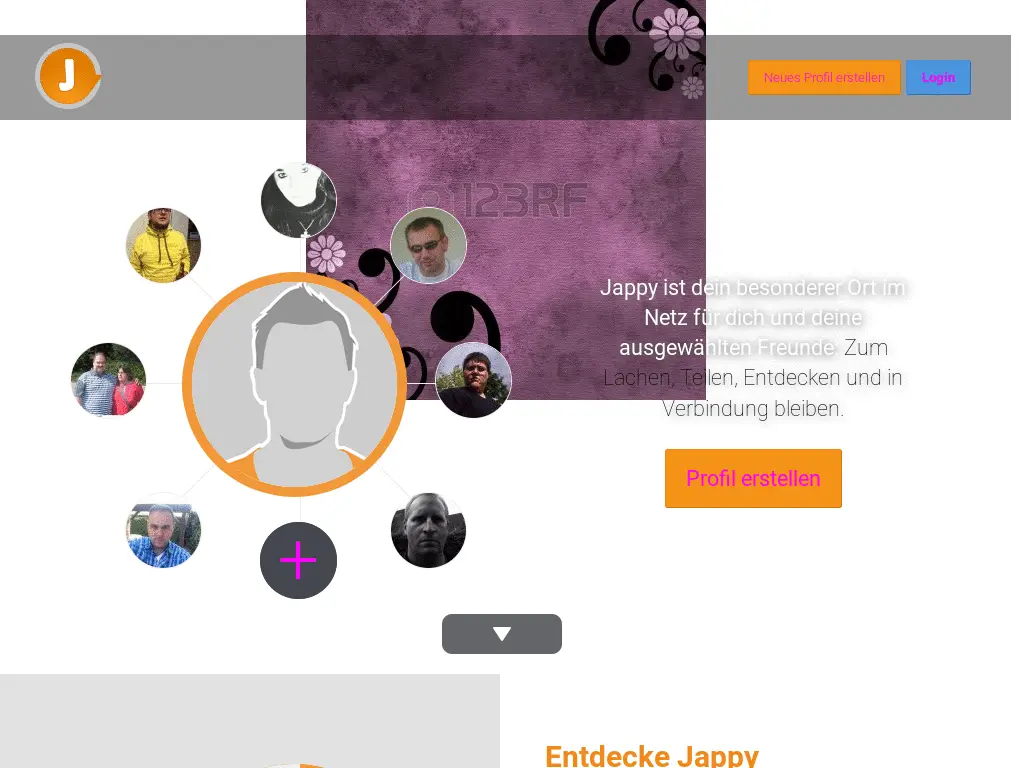 J
Neues Profil erstellen
Login
123RF
Jappy ist dein besonderer Ort im
Netz für dich und deine
ausgewählten Freunde: Zum
Lachen, Teilen, Entdecken und in
Verbindung bleiben.
Profil erstellen
Entdecke Jappy